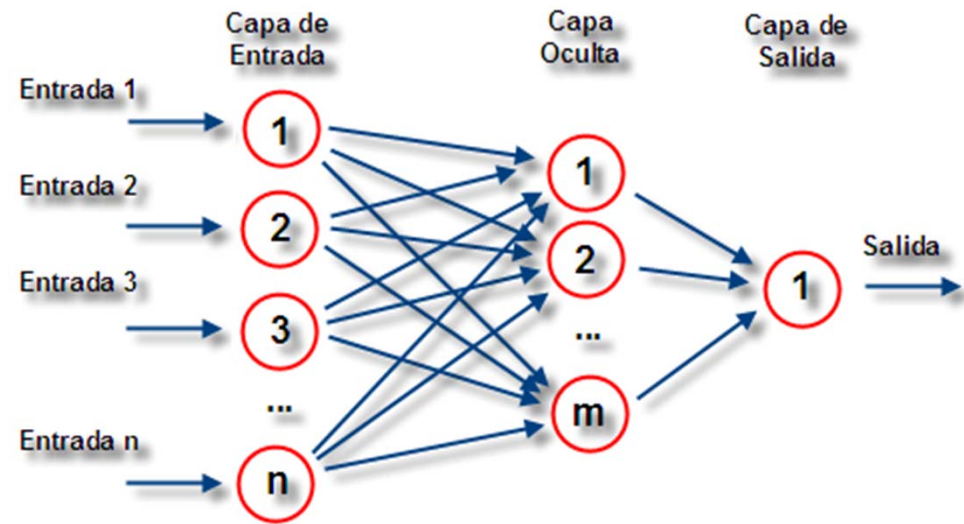 Capa de
Entrada
Capa
Oculta
Capa de
Salida
Entrada 1
1
Entrada 2
2
Entrada 3
3
...
Entrada n
n
1
2
...
m
1
Salida